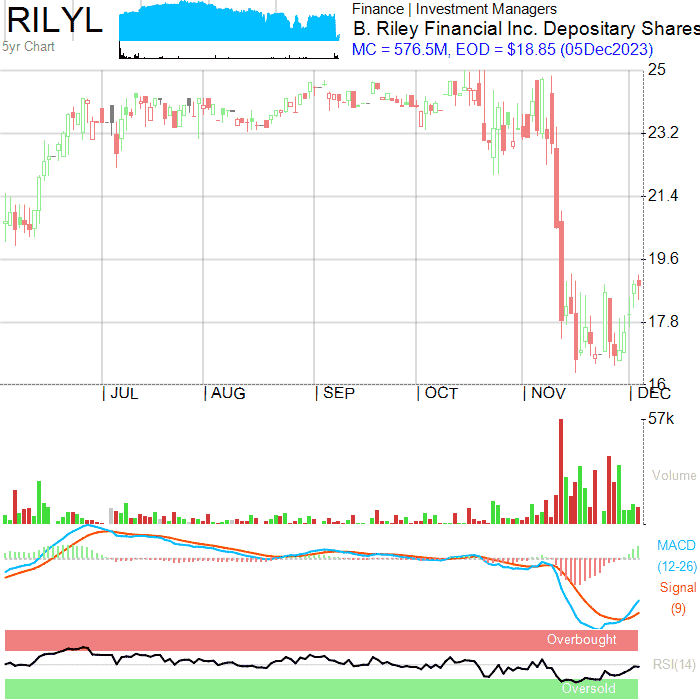 RILYL
5yr Chart
Finance | Investment Managers
B. Riley Financial Inc. Depositary Shares
MC = 576.5M, EOD = $18.85 (05Dec2023)
25
23.2
21.4
19.6
17.8
16
| JUL | AUG | SEP | OCT | NOV | DEC
57k
Volume
MACD
(12-26)
Signal
(9)
Overbought
RSI(14)
Oversold